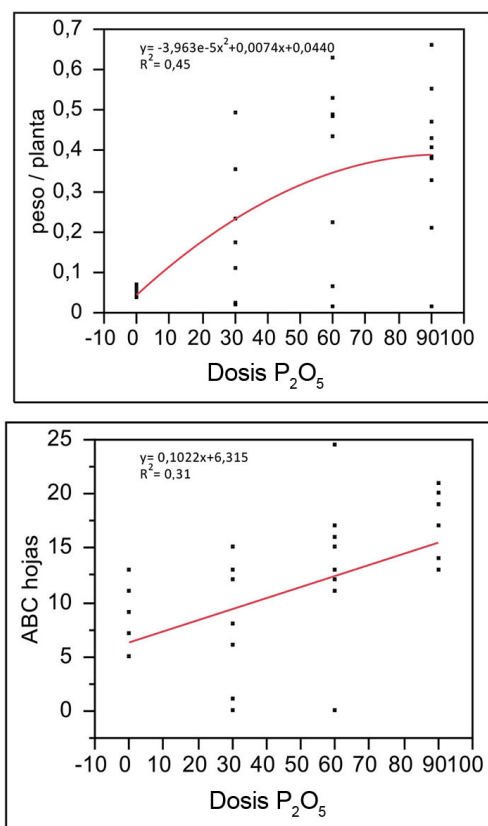 y= -3,963e-5x²+0,0074x+0,0440
R²= 0,45
0,7
0,6
0,5
0,4
0,3
0,2
0,1
0
peso / planta
-10 0 10 20 30 40 50 60 70 80 90100
Dosis P₂O₅
y= 0,1022x+6,315
R²= 0,31
25
20
15
10
5
0
ABC hojas
-10 0 10 20 30 40 50 60 70 80 90100
Dosis P₂O₅